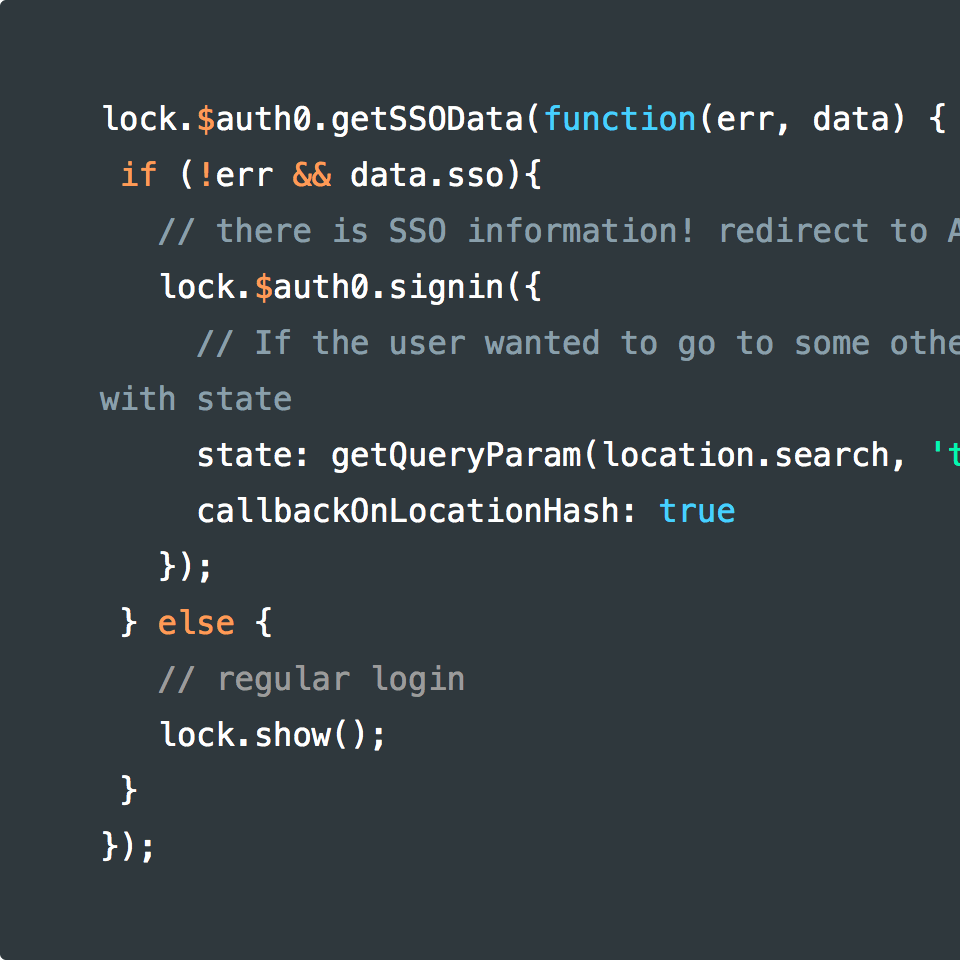 lock.$auth0.getSSOData(function(err, data) {
if (!err && data.sso){
// there is SSO information! redirect to
lock.$auth0.signin({
// If the user wanted to go to some
with state
state: getQueryParam(location.search,
callbackOnLocationHash: true
});
} else {
// regular login
lock.show();
}
});